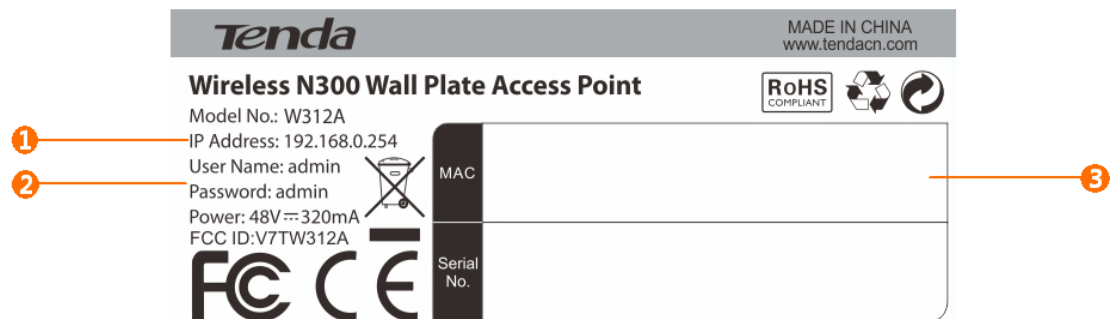 Tenda
MADE IN CHINA
www.tendacn.com
Wireless N300 Wall Plate Access Point
RoHS
COMPLIANT
Model No.: W312A
1
IP Address: 192.168.0.254
User Name: admin
2
Password: admin
Power: 48V⎓320mA
FCC ID:V7TW312A
MAC
3
Serial
No.
FC CE